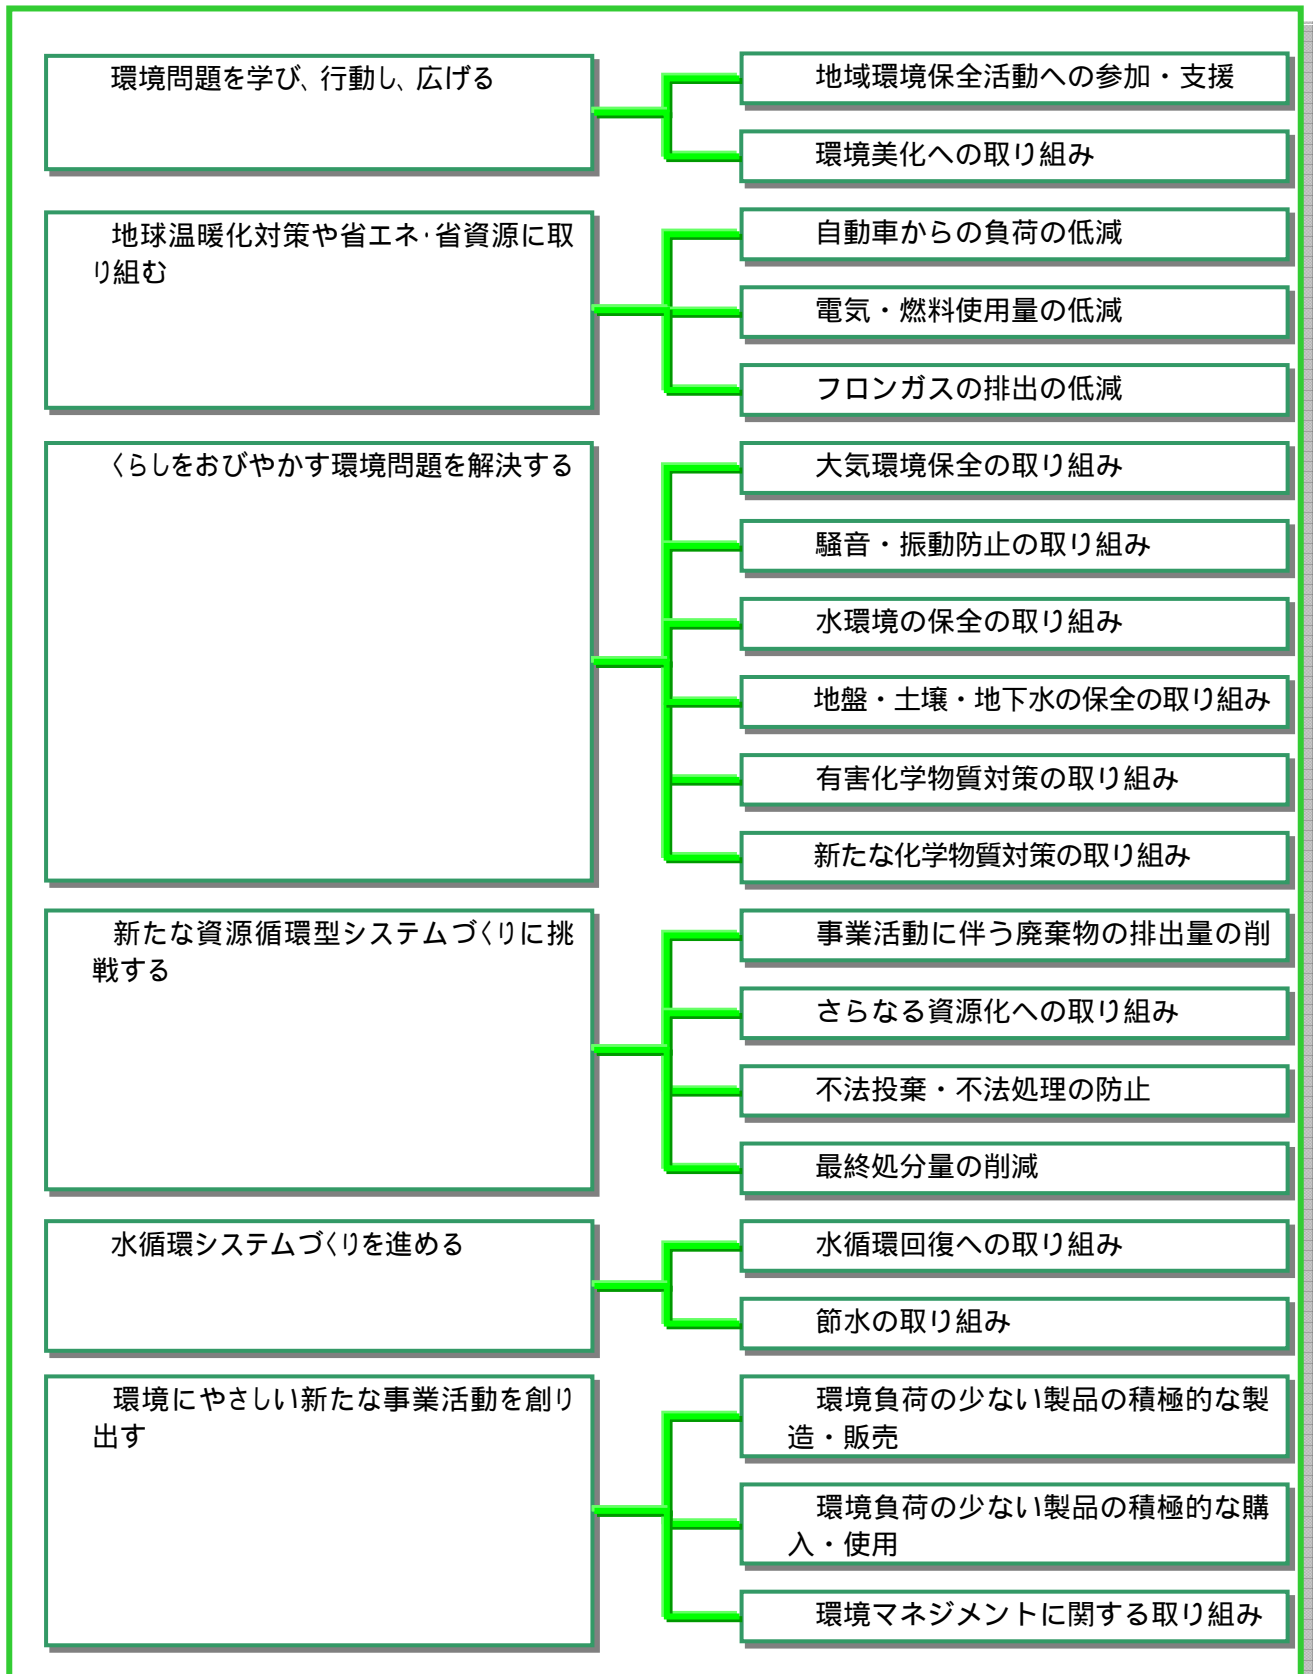 環境問題を学び、行動し、広げる
地域環境保全活動への参加・支援
環境美化への取り組み
地球温暖化対策や省エネ・省資源に取
り組む
自動車からの負荷の低減
電気・燃料使用量の低減
フロンガスの排出の低減
くらしをおびやかす環境問題を解決する
大気環境保全の取り組み
騒音・振動防止の取り組み
水環境の保全の取り組み
地盤・土壌・地下水の保全の取り組み
有害化学物質対策の取り組み
新たな化学物質対策の取り組み
新たな資源循環型システムづくりに挑
戦する
事業活動に伴う廃棄物の排出量の削
さらなる資源化への取り組み
不法投棄・不法処理の防止
最終処分量の削減
水循環システムづくりを進める
水循環回復への取り組み
節水の取り組み
環境にやさしい新たな事業活動を創り
出す
環境負荷の少ない製品の積極的な製
造・販売
環境負荷の少ない製品の積極的な購
入・使用
環境マネジメントに関する取り組み